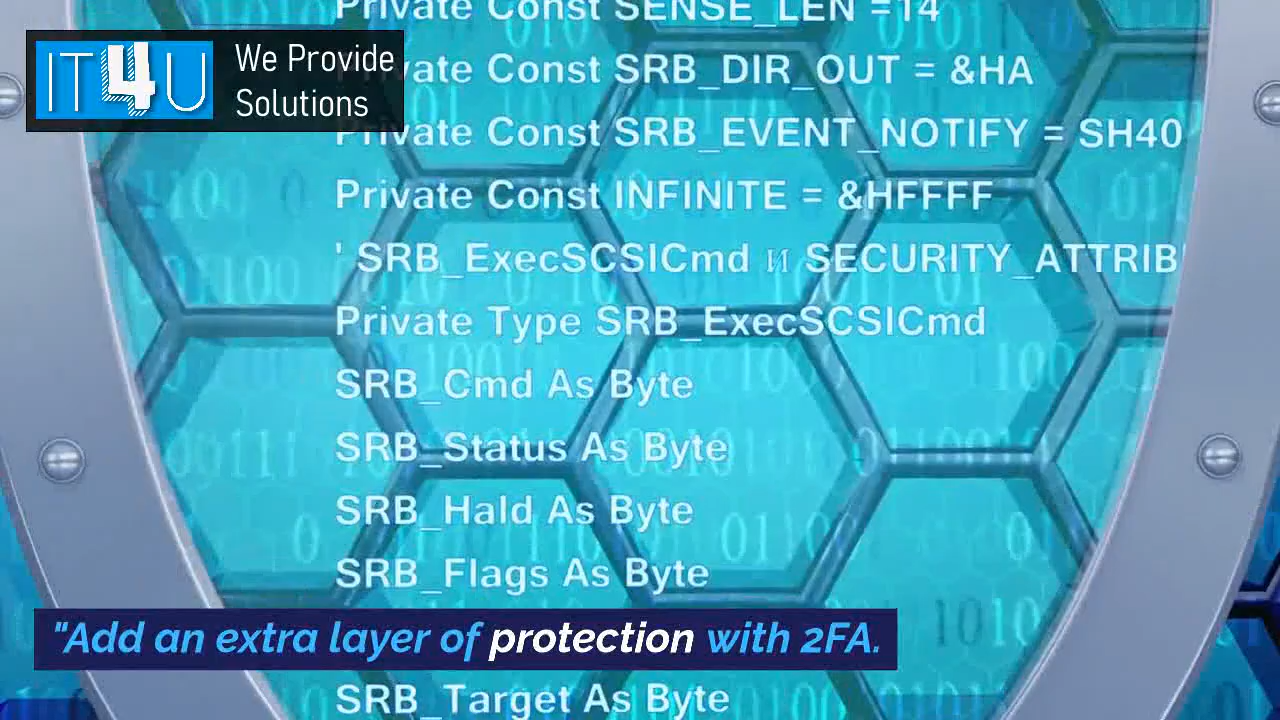 Private Const SENSE_LEN =14
IT4U
We Provide
Solutions
Private Const SRB_DIR_OUT = &HA
Private Const SRB_EVENT_NOTIFY = SH40
Private Const INFINITE = &HFFFF
' SRB_ExecSCSICmd и SECURITY_ATTRIB
Private Type SRB_ExecSCSICmd
SRB_Cmd As Byte
SRB_Status As Byte
SRB_Hald As Byte
SRB_Flags As Byte
"Add an extra layer of protection with 2FA.
SRB_Target As Byte